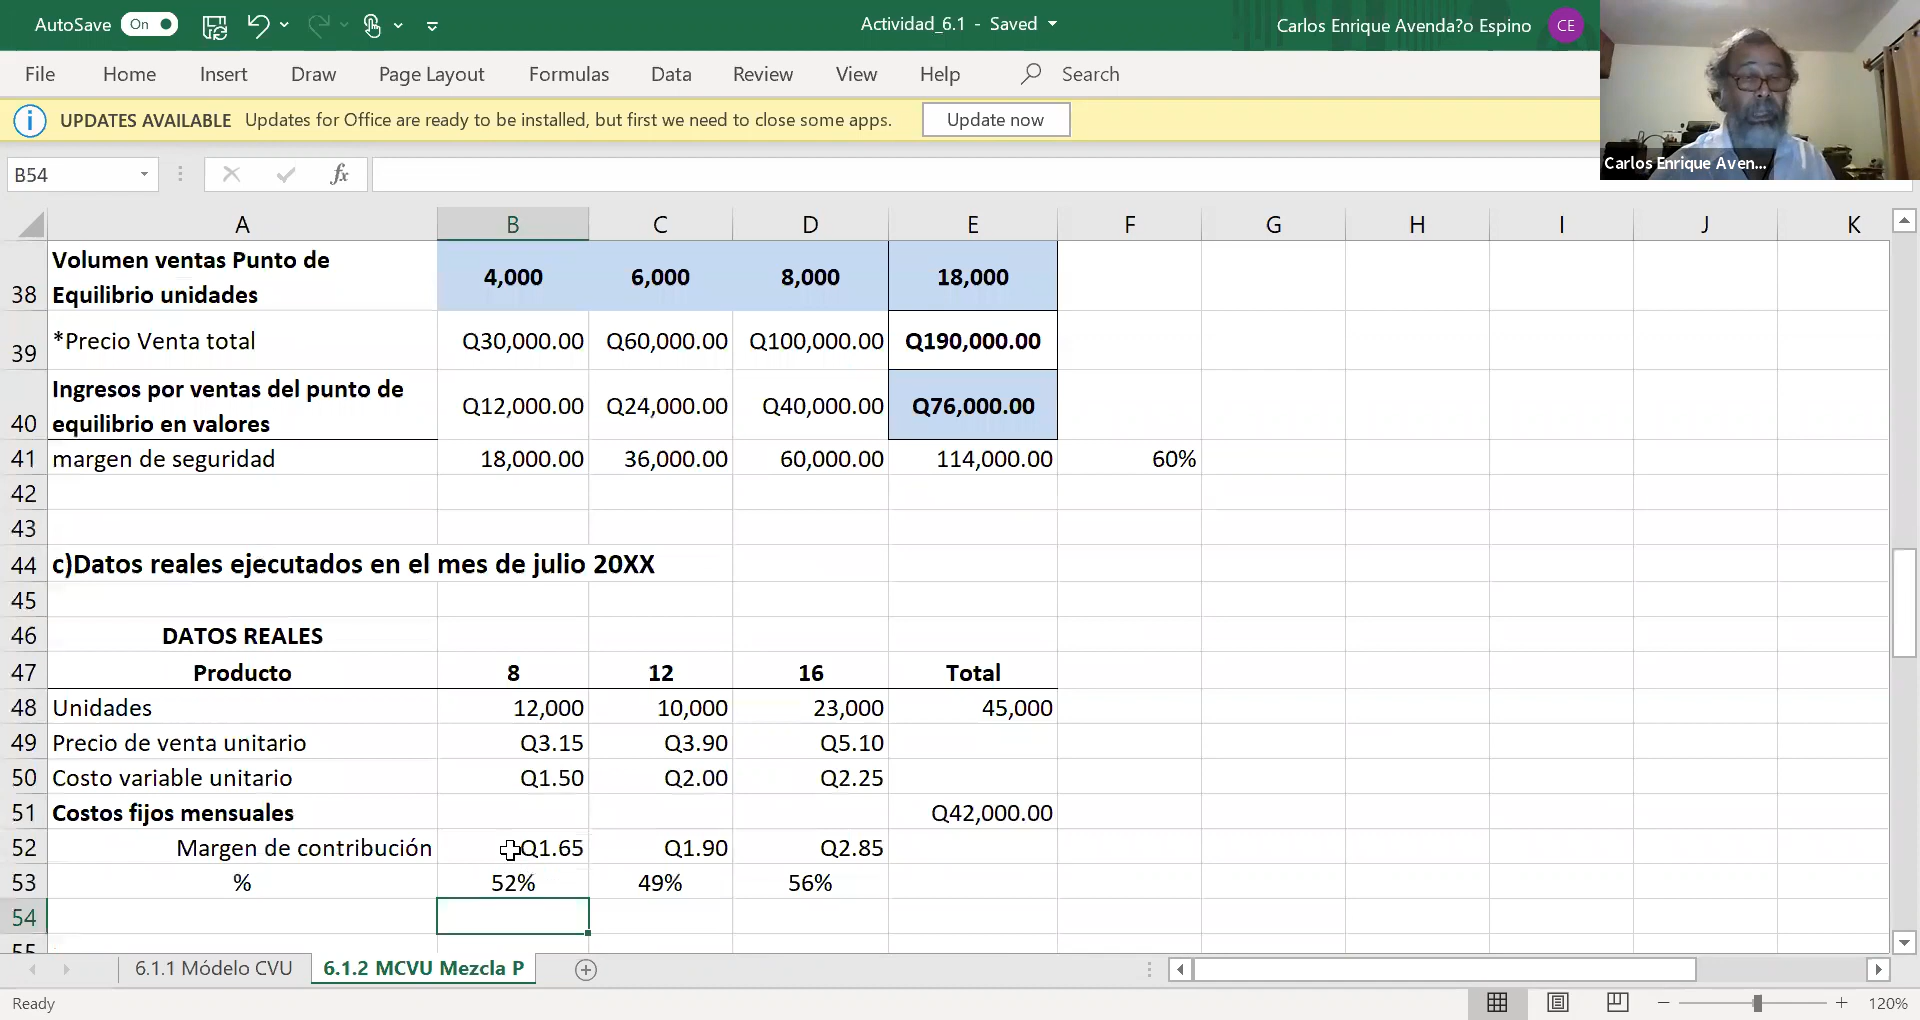 AutoSave On Actividad_6.1 - Saved Carlos Enrique Avenda?o Espino CE
File Home Insert Draw Page Layout Formulas Data Review View Help Search
UPDATES AVAILABLE Updates for Office are ready to be installed, but first we need to close some apps. Update now
Carlos Enrique Aven...
B54 fx
A B C D E F G H I J K
38 Volumen ventas Punto de Equilibrio unidades 4,000 6,000 8,000 18,000
39 *Precio Venta total Q30,000.00 Q60,000.00 Q100,000.00 Q190,000.00
40 Ingresos por ventas del punto de equilibrio en valores Q12,000.00 Q24,000.00 Q40,000.00 Q76,000.00
41 margen de seguridad 18,000.00 36,000.00 60,000.00 114,000.00 60%
42
43
44 c)Datos reales ejecutados en el mes de julio 20XX
45
46 DATOS REALES
47 Producto 8 12 16 Total
48 Unidades 12,000 10,000 23,000 45,000
49 Precio de venta unitario Q3.15 Q3.90 Q5.10
50 Costo variable unitario Q1.50 Q2.00 Q2.25
51 Costos fijos mensuales Q42,000.00
52 Margen de contribución Q1.65 Q1.90 Q2.85
53 % 52% 49% 56%
54
55
6.1.1 Módelo CVU 6.1.2 MCVU Mezcla P
Ready 120%